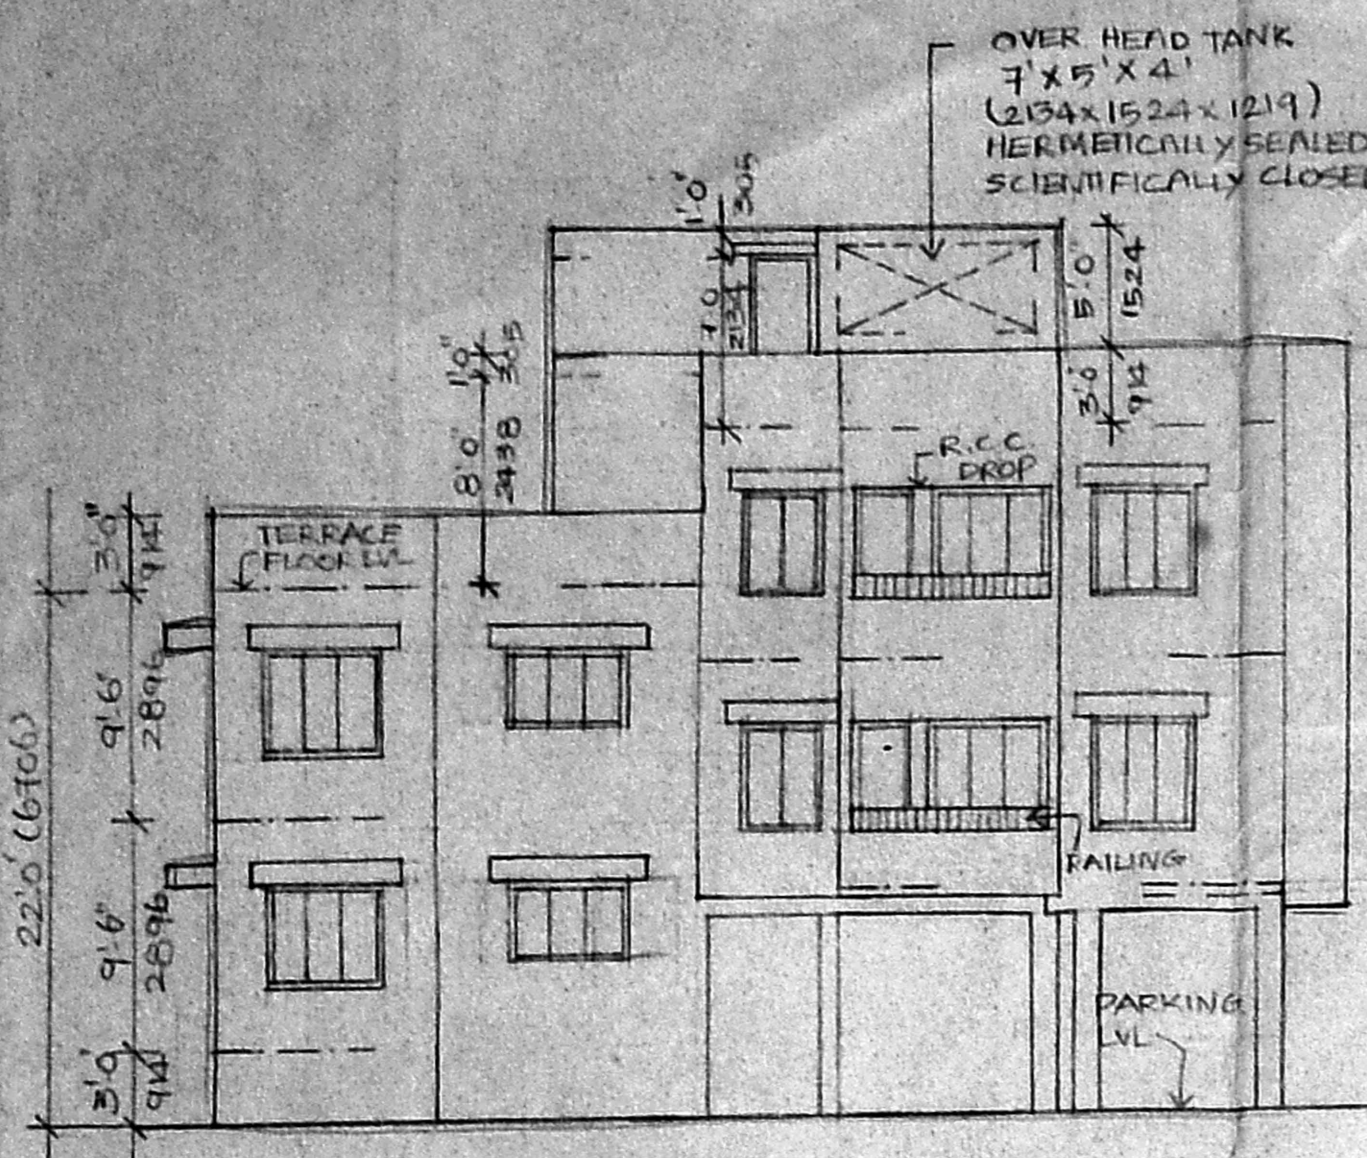 OVER HEAD TANK
7'X5'X4'
(2134x1524x1219)
HERMETICALLY SEALED
SCIENTIFICALLY CLOSED
1'.0"
305
5'.0"
1524
7.0
2134
1'.0"
305
3'.0"
914
8'.0"
2438
R.C.C.
DROP
3'.0"
914
TERRACE
FLOOR LVL
9'.6"
2896
22'.0" (6706)
RAILING
9'.6"
2896
PARKING
LVL
3'.0"
914